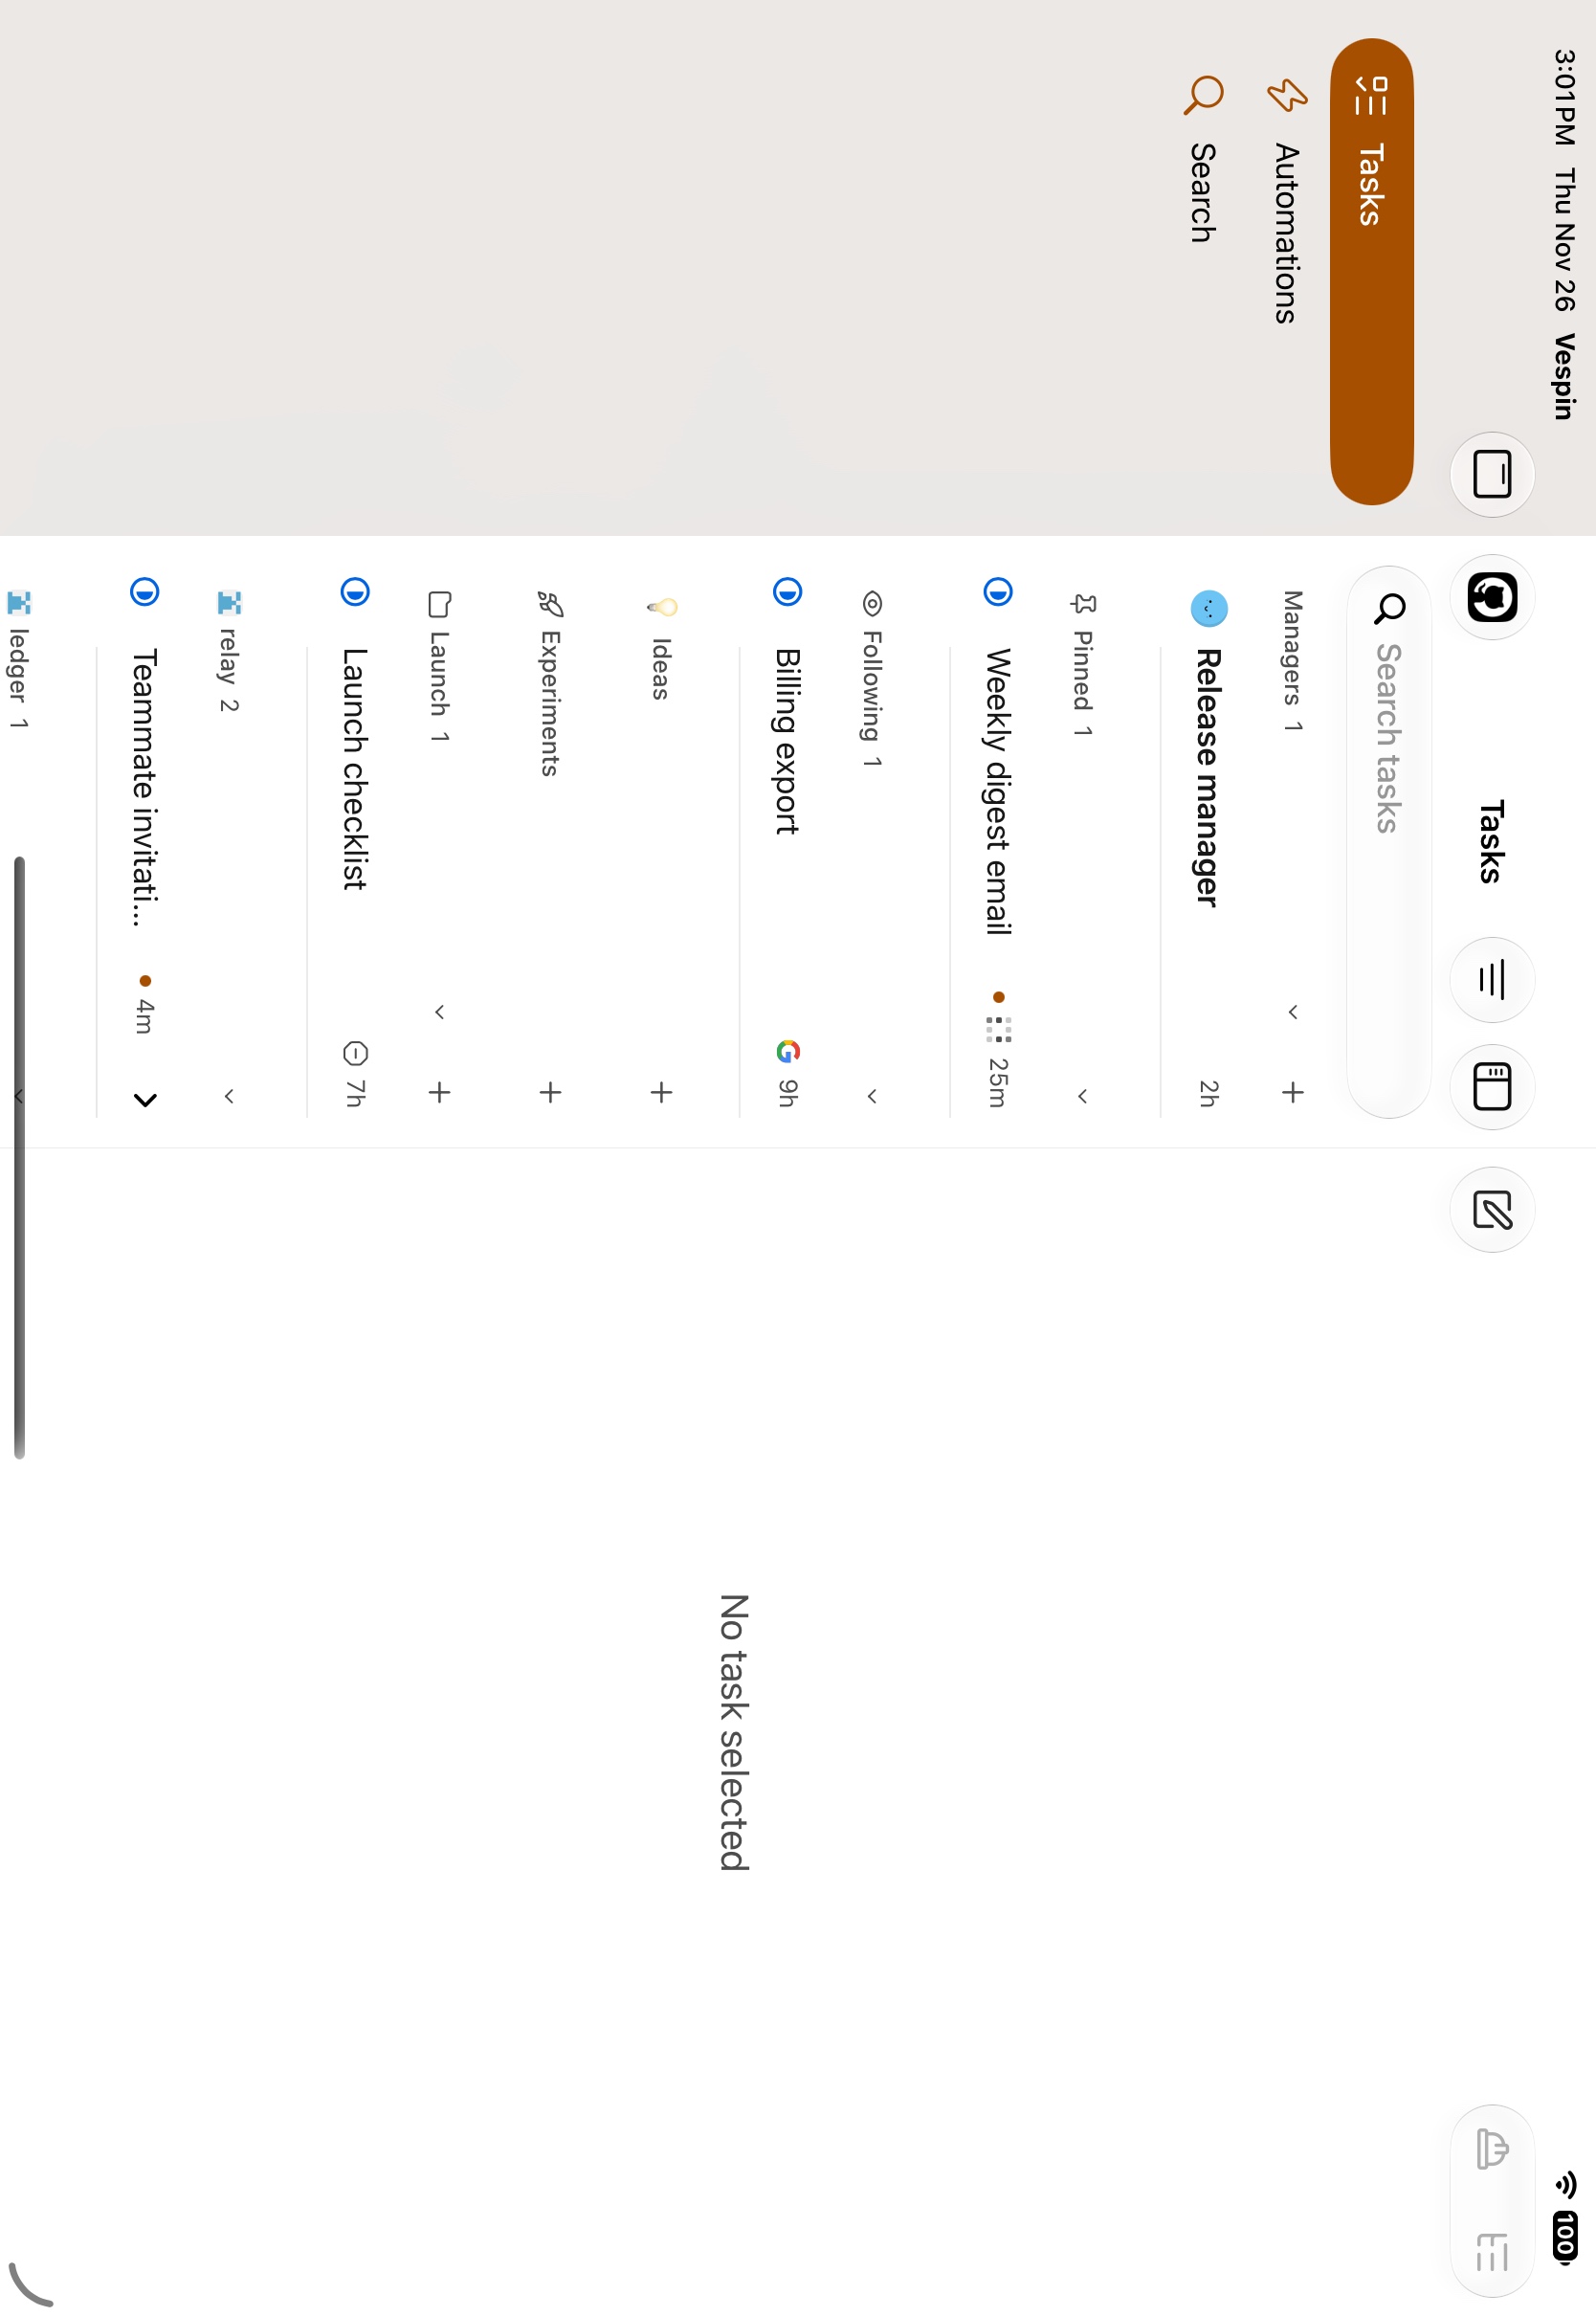 3:01 PM Thu Nov 26 Vespin
100
Tasks
Automations
Search
Tasks
Search tasks
Managers 1
Release manager 2h
Pinned 1
Weekly digest email 25m
Following 1
Billing export 9h
Ideas
Experiments
Launch 1
Launch checklist 7h
relay 2
Teammate invitati... 4m
ledger 1
No task selected